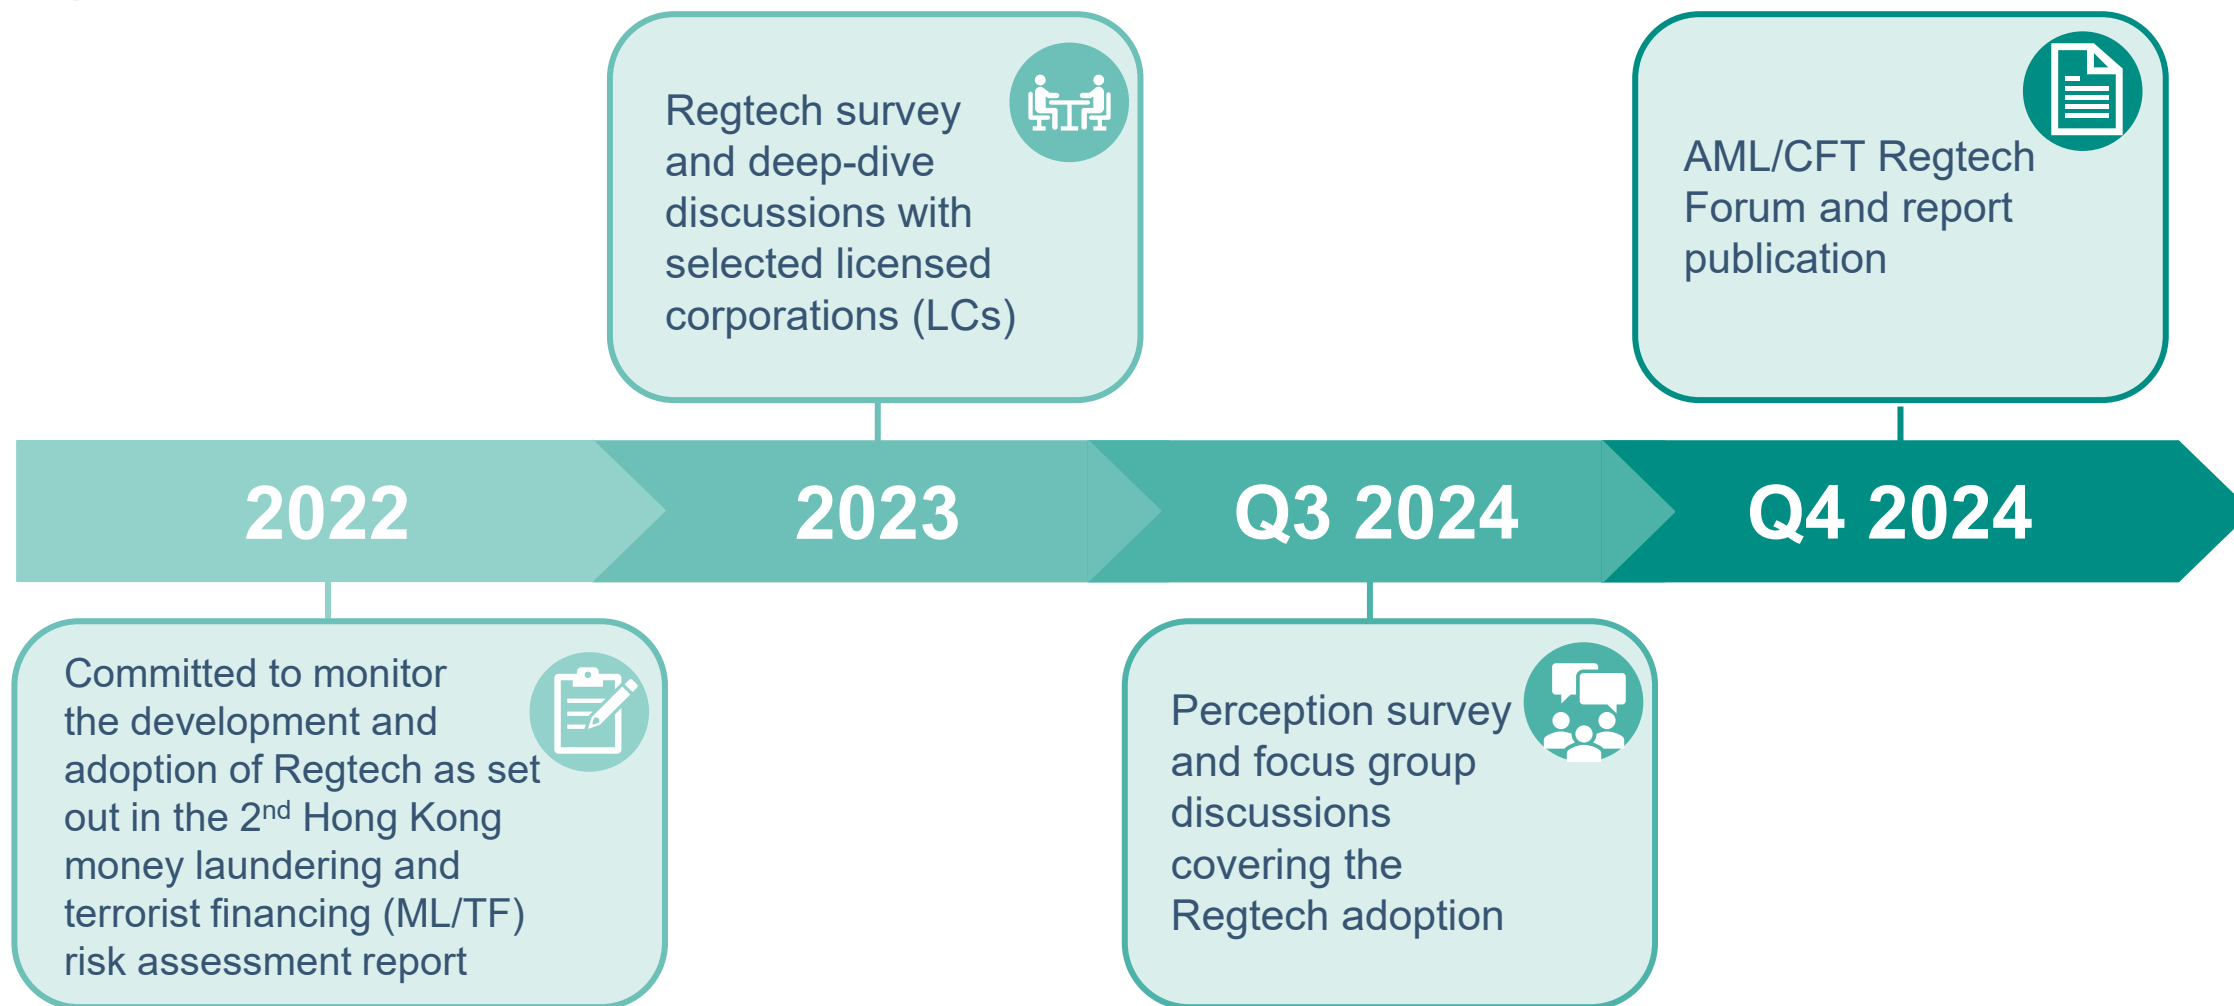 Regtech survey
and deep-dive
discussions with
selected licensed
corporations (LCs)
AML/CFT Regtech
Forum and report
publication
2022
2023
Q3 2024
Q4 2024
Committed to monitor
the development and
adoption of Regtech as set
out in the 2nd Hong Kong
money laundering and
terrorist financing (ML/TF)
risk assessment report
Perception survey
and focus group
discussions
covering the
Regtech adoption